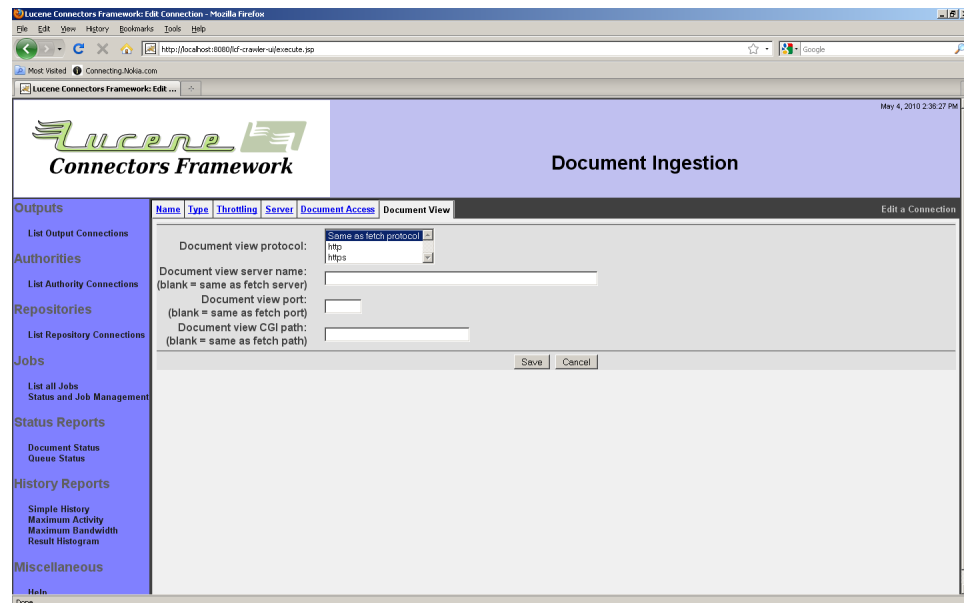 Lucene Connectors Framework: Edit Connection - Mozilla Firefox
File Edit View History Bookmarks Tools Help
http://localhost:8080/lcf-crawler-ui/execute.jsp
Google
Most Visited Connecting.Nokia.com
Lucene Connectors Framework: Edit ...
May 4, 2010 2:36:27 PM
Lucene
Connectors Framework
Document Ingestion
Outputs
List Output Connections
Authorities
List Authority Connections
Repositories
List Repository Connections
Jobs
List all Jobs
Status and Job Management
Status Reports
Document Status
Queue Status
History Reports
Simple History
Maximum Activity
Maximum Bandwidth
Result Histogram
Miscellaneous
Help
Name Type Throttling Server Document Access Document View
Edit a Connection
Document view protocol:
Same as fetch protocol
http
https
Document view server name:
(blank = same as fetch server)
Document view port:
(blank = same as fetch port)
Document view CGI path:
(blank = same as fetch path)
Save Cancel
Done